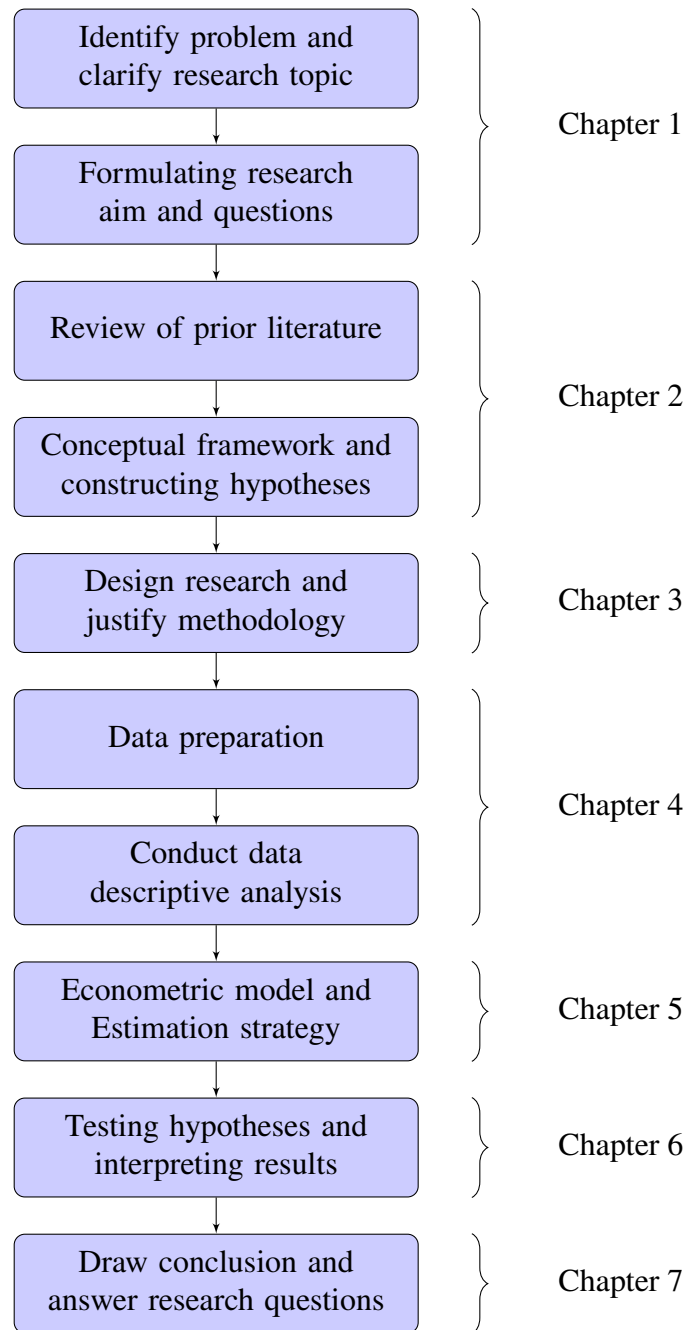 Identify problem and
clarify research topic
Chapter 1
Formulating research
aim and questions
Review of prior literature
Chapter 2
Conceptual framework and
constructing hypotheses
Design research and
justify methodology
Chapter 3
Data preparation
Chapter 4
Conduct data
descriptive analysis
Econometric model and
Estimation strategy
Chapter 5
Testing hypotheses and
interpreting results
Chapter 6
Draw conclusion and
answer research questions
Chapter 7